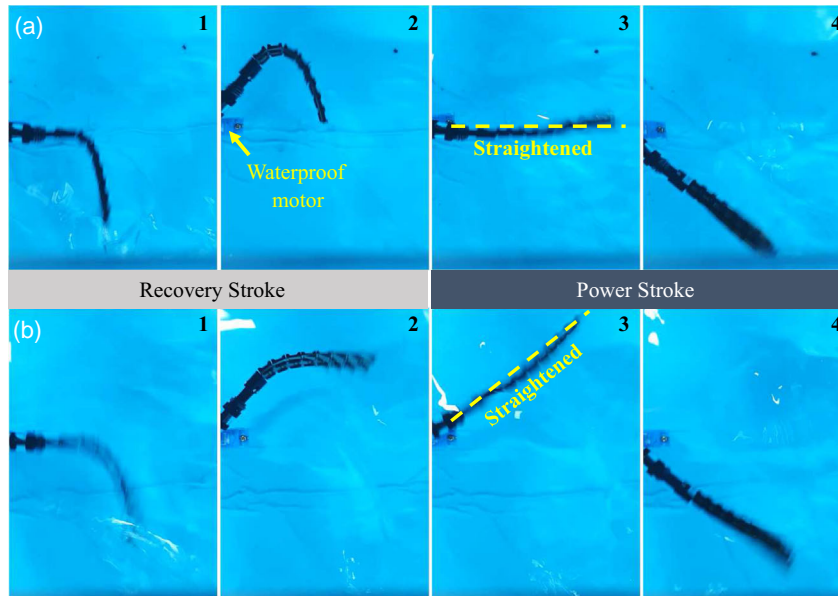 (a)
1
2
3
4
Waterproof
motor
Straightened
Recovery Stroke
Power Stroke
(b)
1
2
3
4
Straightened